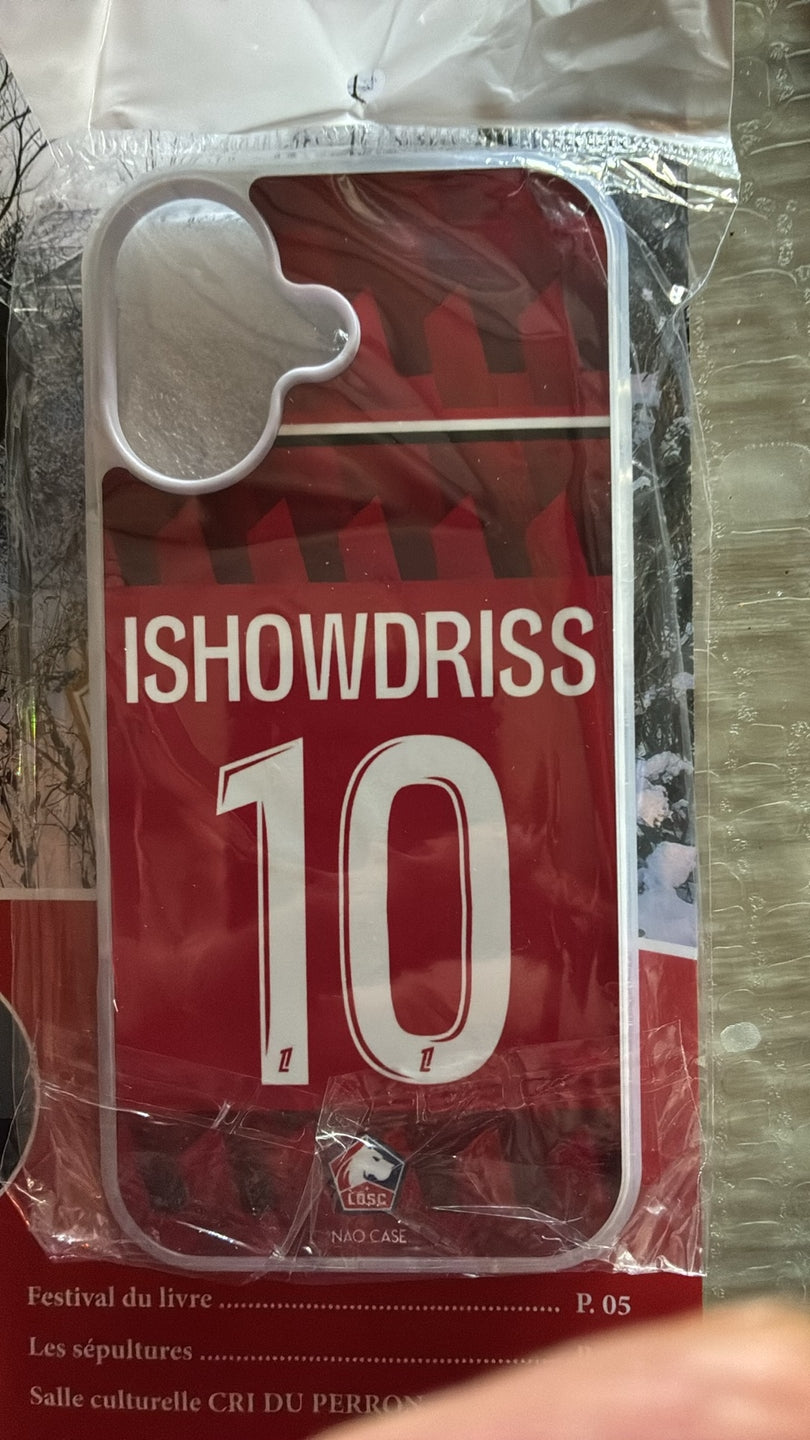 ISHOWDRISS
10
LOSC
NAO CASE
Festival du livre ........................................................ P. 05
Les sépultures ........................................................
Salle culturelle CRI DU PERRON